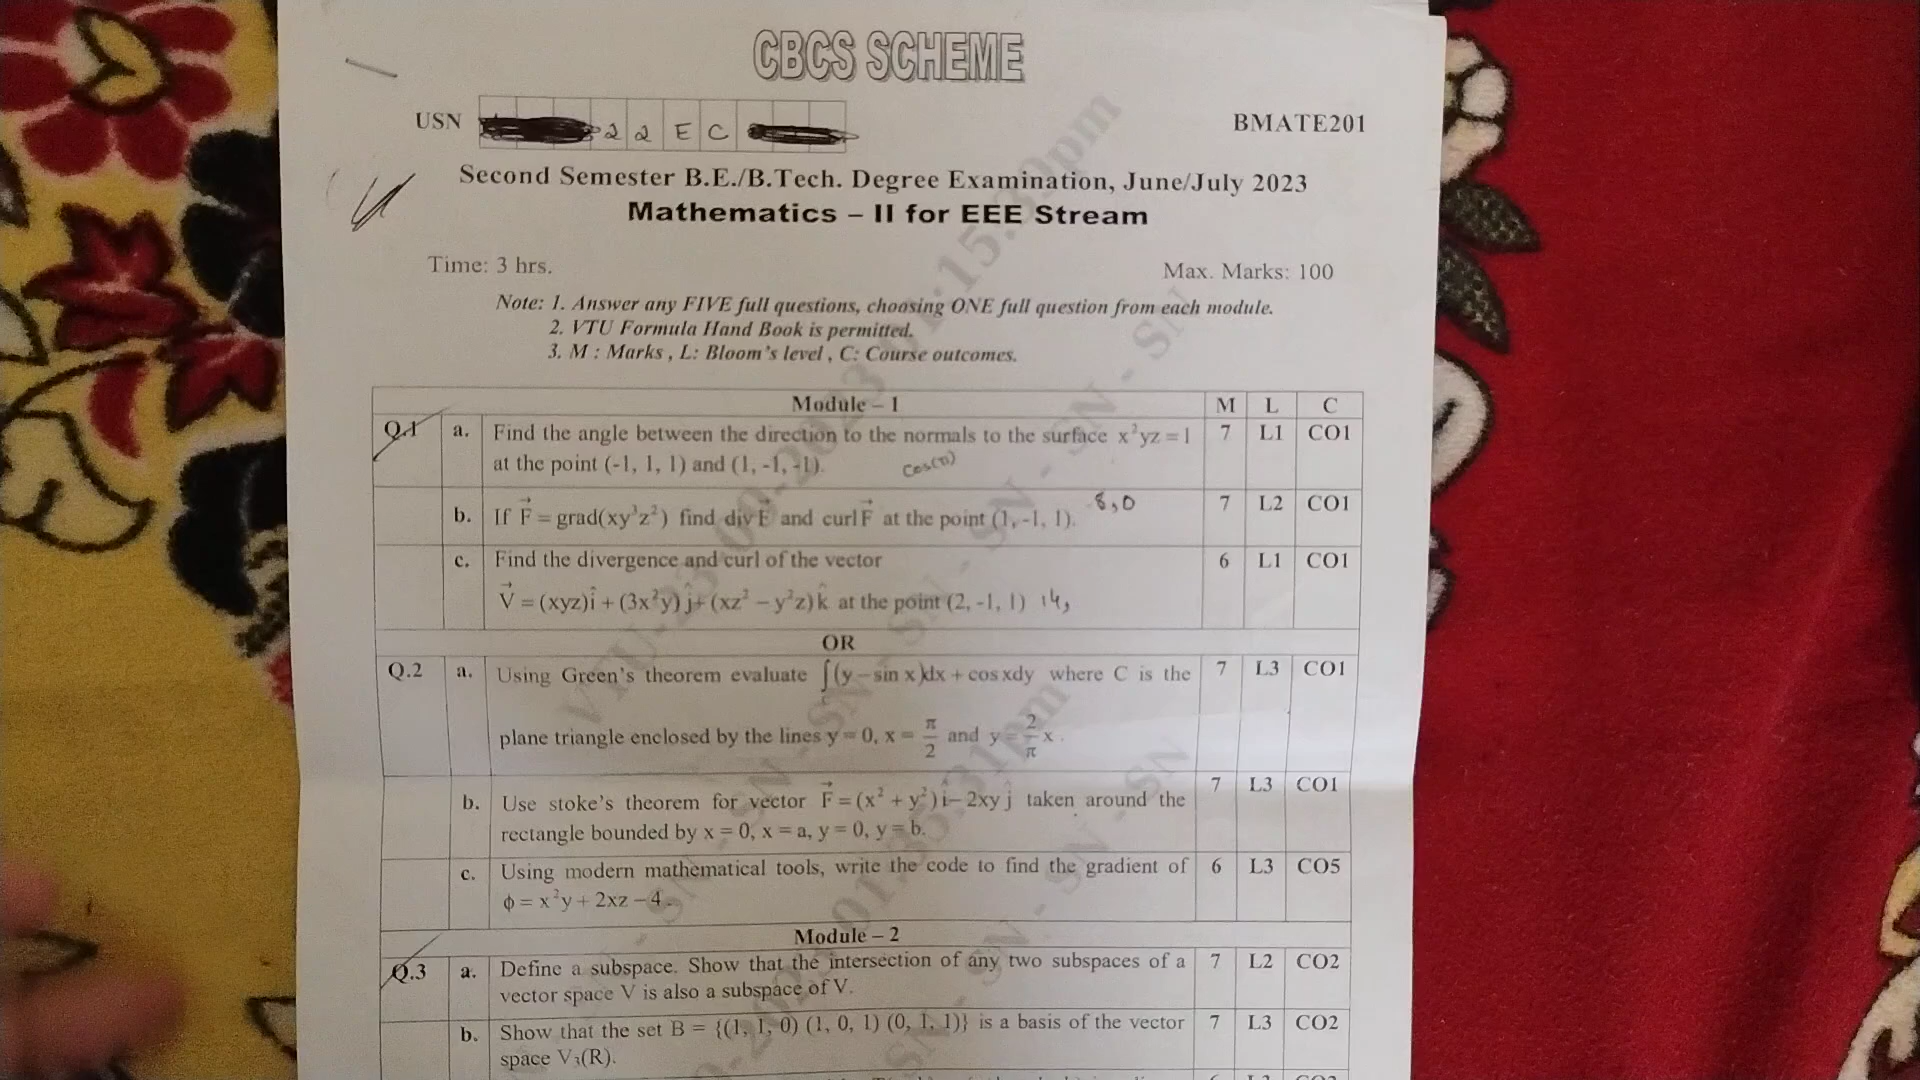 CBCS SCHEME
USN 22EC BMATE201
Second Semester B.E./B.Tech. Degree Examination, June/July 2023
Mathematics – II for EEE Stream
Time: 3 hrs. Max. Marks: 100
Note: 1. Answer any FIVE full questions, choosing ONE full question from each module.
2. VTU Formula Hand Book is permitted.
3. M : Marks , L: Bloom's level , C: Course outcomes.
Module – 1 M L C
Q.1 a. Find the angle between the direction to the normals to the surface x²yz = 1 7 L1 CO1
at the point (-1, 1, 1) and (1, -1, -1). cos(π)
b. If F⃗ = grad(xy³z²) find div F⃗ and curl F⃗ at the point (1, -1, 1). -8,0 7 L2 CO1
c. Find the divergence and curl of the vector 6 L1 CO1
V⃗ = (xyz)î + (3x²y)ĵ + (xz² – y²z)k̂ at the point (2, -1, 1) 14,
OR
Q.2 a. Using Green's theorem evaluate ∫(y – sin x)dx + cos xdy where C is the 7 L3 CO1
c
plane triangle enclosed by the lines y = 0, x = π/2 and y = 2/π x.
b. Use stoke's theorem for vector F⃗ = (x² + y²)î – 2xyĵ taken around the 7 L3 CO1
rectangle bounded by x = 0, x = a, y = 0, y = b.
c. Using modern mathematical tools, write the code to find the gradient of 6 L3 CO5
ϕ = x²y + 2xz – 4.
Module – 2
Q.3 a. Define a subspace. Show that the intersection of any two subspaces of a 7 L2 CO2
vector space V is also a subspace of V.
b. Show that the set B = {(1, 1, 0) (1, 0, 1) (0, 1, 1)} is a basis of the vector 7 L3 CO2
space V₃(R).